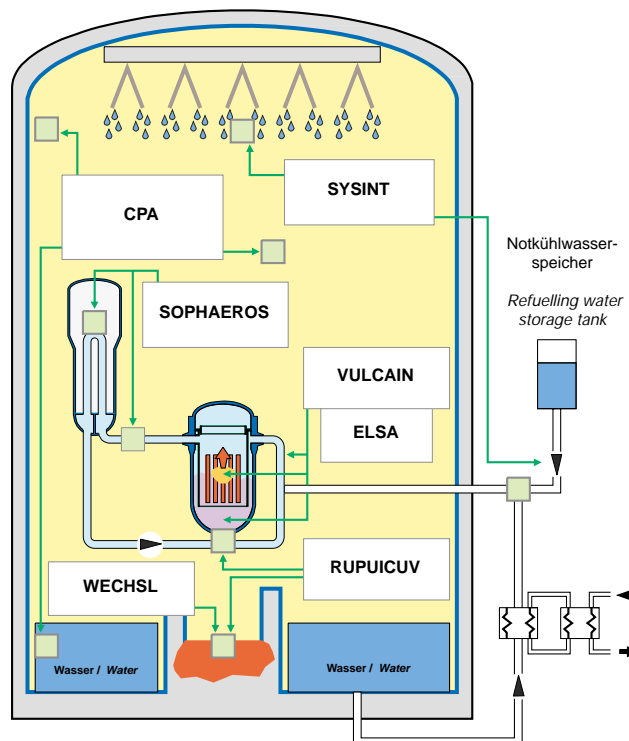 SYSINT
CPA
Notkühlwasser-
speicher
Refuelling water
storage tank
SOPHAEROS
VULCAIN
ELSA
RUPUICUV
WECHSL
Wasser / Water
Wasser / Water